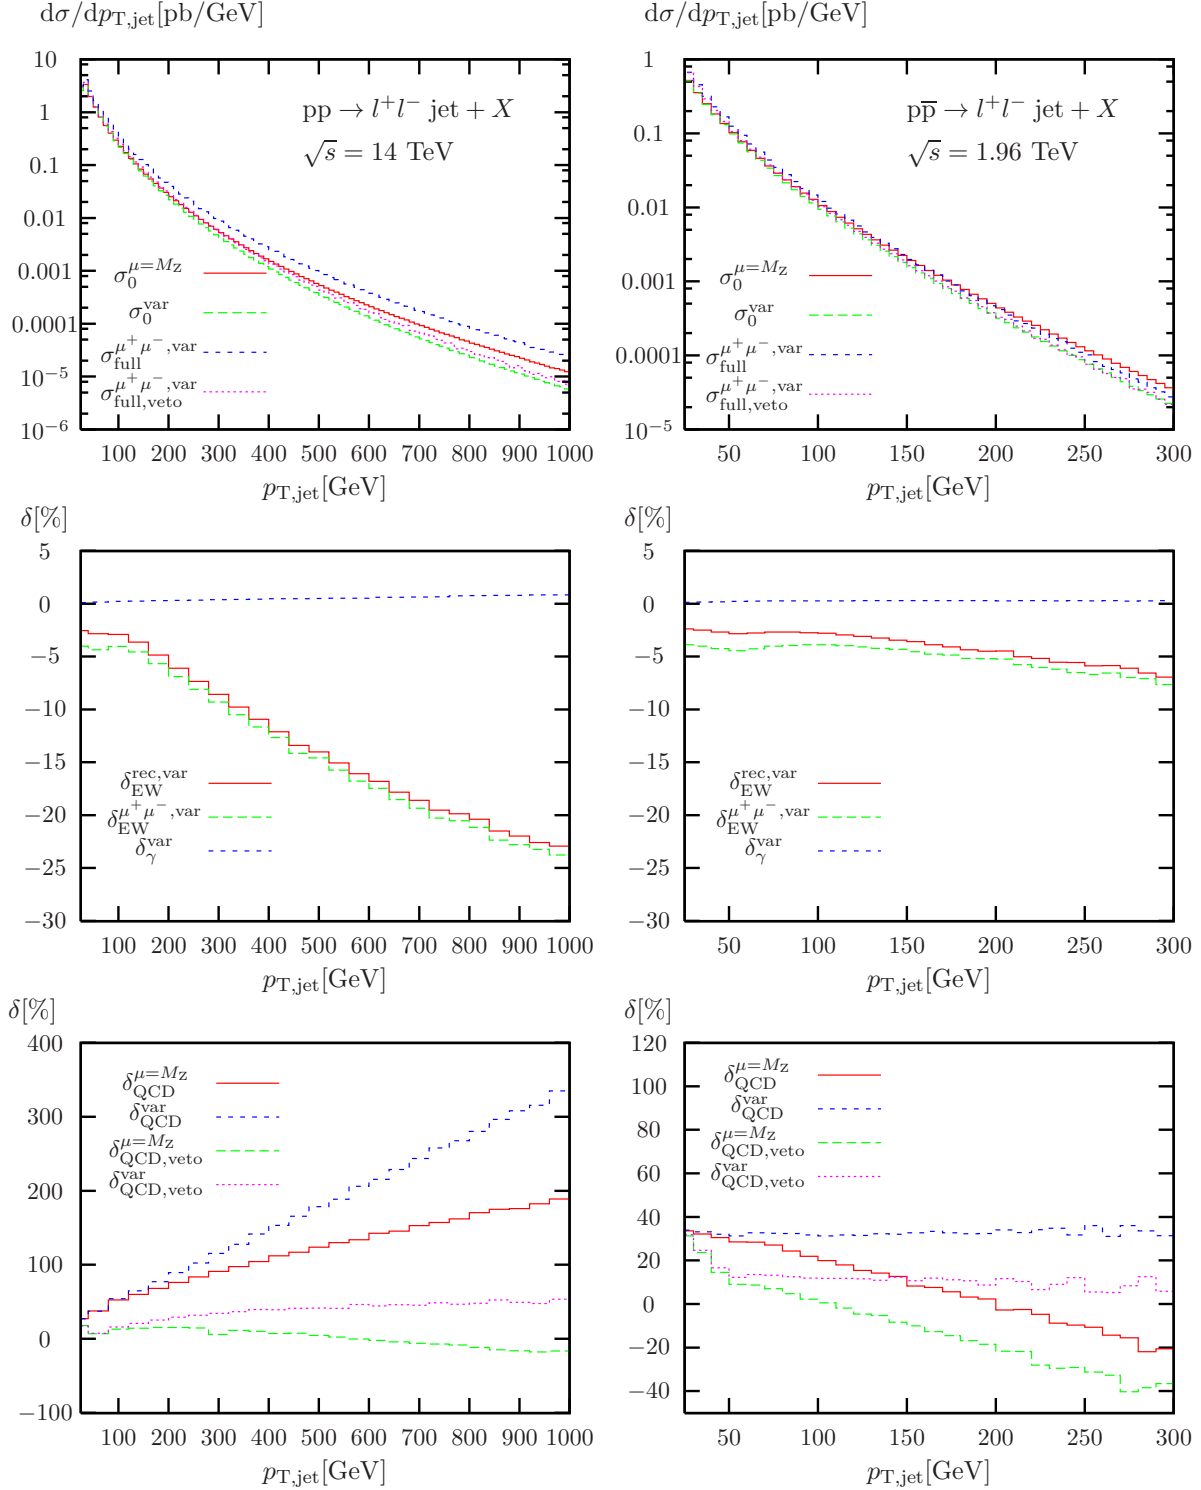 dσ/dp_T,jet[pb/GeV]
10
1
0.1
0.01
0.001
0.0001
10^−5
10^−6
pp → l^+l^− jet + X
√s = 14 TeV
σ_0^{μ=M_Z}
σ_0^{var}
σ_full^{μ^+μ^−,var}
σ_full,veto^{μ^+μ^−,var}
100 200 300 400 500 600 700 800 900 1000
p_T,jet[GeV]
dσ/dp_T,jet[pb/GeV]
1
0.1
0.01
0.001
0.0001
10^−5
pp̅ → l^+l^− jet + X
√s = 1.96 TeV
σ_0^{μ=M_Z}
σ_0^{var}
σ_full^{μ^+μ^−,var}
σ_full,veto^{μ^+μ^−,var}
50 100 150 200 250 300
p_T,jet[GeV]
δ[%]
5
0
−5
−10
−15
−20
−25
−30
δ_EW^{rec,var}
δ_EW^{μ^+μ^−,var}
δ_γ^{var}
100 200 300 400 500 600 700 800 900 1000
p_T,jet[GeV]
δ[%]
5
0
−5
−10
−15
−20
−25
−30
δ_EW^{rec,var}
δ_EW^{μ^+μ^−,var}
δ_γ^{var}
50 100 150 200 250 300
p_T,jet[GeV]
δ[%]
400
300
200
100
0
−100
δ_QCD^{μ=M_Z}
δ_QCD^{var}
δ_QCD,veto^{μ=M_Z}
δ_QCD,veto^{var}
100 200 300 400 500 600 700 800 900 1000
p_T,jet[GeV]
δ[%]
120
100
80
60
40
20
0
−20
−40
δ_QCD^{μ=M_Z}
δ_QCD^{var}
δ_QCD,veto^{μ=M_Z}
δ_QCD,veto^{var}
50 100 150 200 250 300
p_T,jet[GeV]